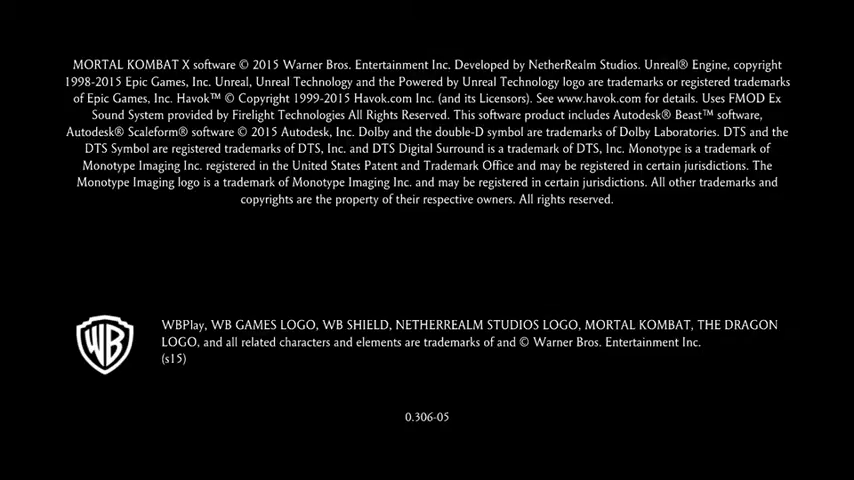 MORTAL KOMBAT X software © 2015 Warner Bros. Entertainment Inc. Developed by NetherRealm Studios. Unreal® Engine, copyright
1998-2015 Epic Games, Inc. Unreal, Unreal Technology and the Powered by Unreal Technology logo are trademarks or registered trademarks
of Epic Games, Inc. Havok™ © Copyright 1999-2015 Havok.com Inc. (and its Licensors). See www.havok.com for details. Uses FMOD Ex
Sound System provided by Firelight Technologies All Rights Reserved. This software product includes Autodesk® Beast™ software,
Autodesk® Scaleform® software © 2015 Autodesk, Inc. Dolby and the double-D symbol are trademarks of Dolby Laboratories. DTS and the
DTS Symbol are registered trademarks of DTS, Inc. and DTS Digital Surround is a trademark of DTS, Inc. Monotype is a trademark of
Monotype Imaging Inc. registered in the United States Patent and Trademark Office and may be registered in certain jurisdictions. The
Monotype Imaging logo is a trademark of Monotype Imaging Inc. and may be registered in certain jurisdictions. All other trademarks and
copyrights are the property of their respective owners. All rights reserved.
WB
WBPlay, WB GAMES LOGO, WB SHIELD, NETHERREALM STUDIOS LOGO, MORTAL KOMBAT, THE DRAGON
LOGO, and all related characters and elements are trademarks of and © Warner Bros. Entertainment Inc.
(s15)
0.306-05